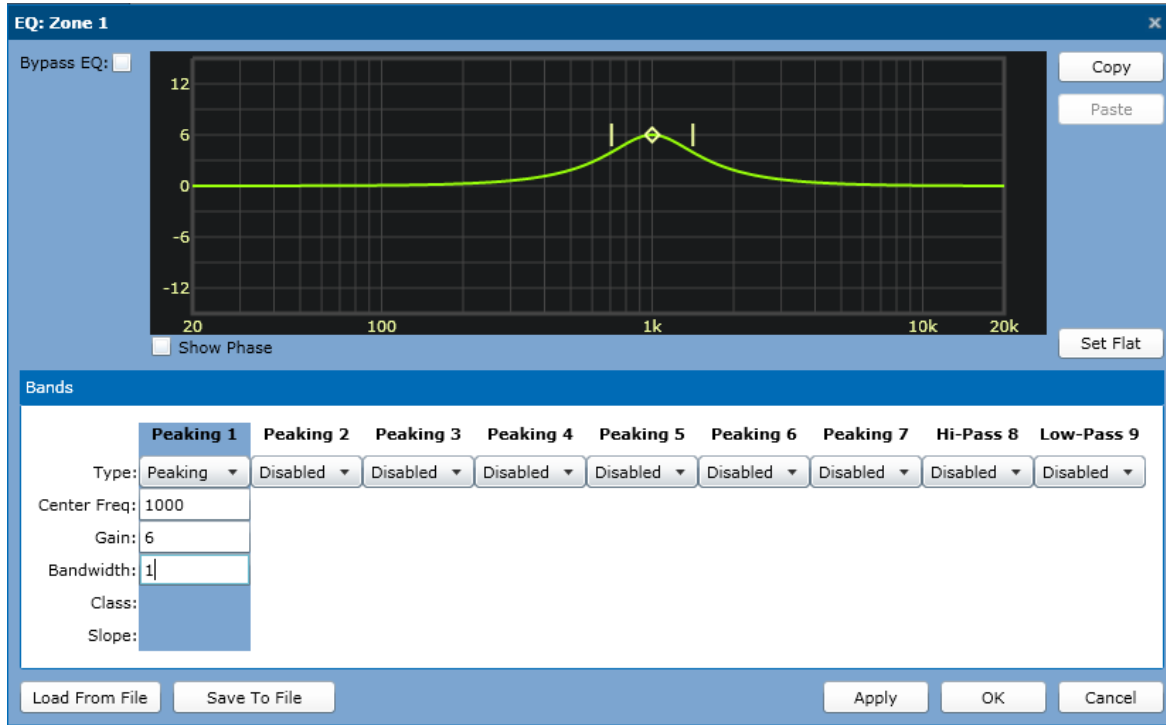 EQ: Zone 1 ×
Bypass EQ:
Copy
12
Paste
6
0
-6
-12
20 100 1k 10k 20k
Show Phase
Set Flat
Bands
Peaking 1 Peaking 2 Peaking 3 Peaking 4 Peaking 5 Peaking 6 Peaking 7 Hi-Pass 8 Low-Pass 9
Type: Peaking Disabled Disabled Disabled Disabled Disabled Disabled Disabled Disabled
Center Freq: 1000
Gain: 6
Bandwidth: 1
Class:
Slope:
Load From File Save To File Apply OK Cancel